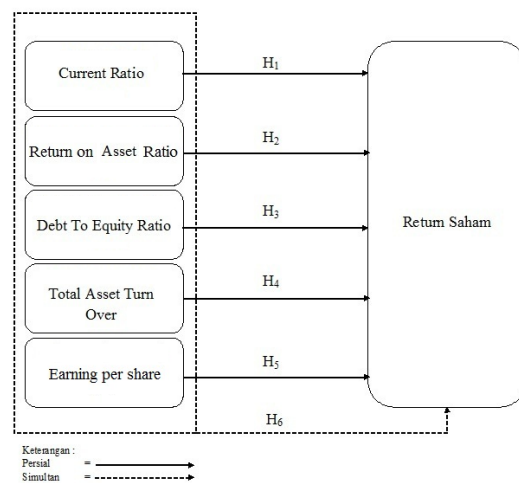 Current Ratio
H₁
Return on Asset Ratio
H₂
Debt To Equity Ratio
H₃
Return Saham
Total Asset Turn
Over
H₄
Earning per share
H₅
H₆
Keterangan :
Persial =
Simultan =